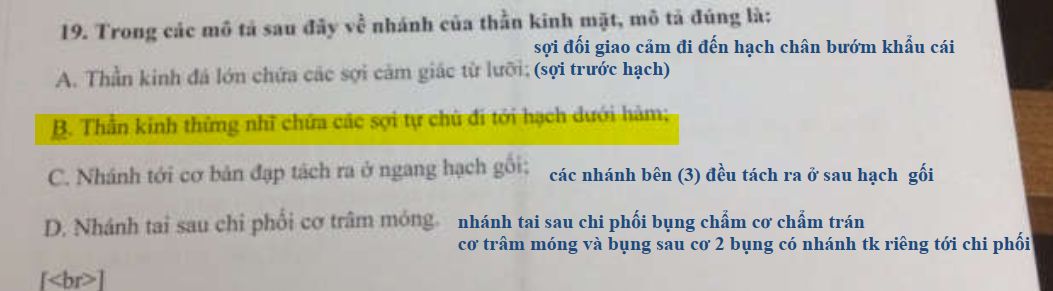 19. Trong các mô tả sau đây về nhánh của thần kinh mặt, mô tả đúng là:
sợi đối giao cảm đi đến hạch chân bướm khẩu cái
A. Thần kinh đá lớn chứa các sợi cảm giác từ lưỡi; (sợi trước hạch)
B. Thần kinh thừng nhĩ chứa các sợi tự chủ đi tới hạch dưới hàm;
C. Nhánh tới cơ bàn đạp tách ra ở ngang hạch gối; các nhánh bên (3) đều tách ra ở sau hạch gối
D. Nhánh tai sau chi phối cơ trâm móng. nhánh tai sau chi phối bụng chẩm cơ chẩm trán
cơ trâm móng và bụng sau cơ 2 bụng có nhánh tk riêng tới chi phối
[<br>]